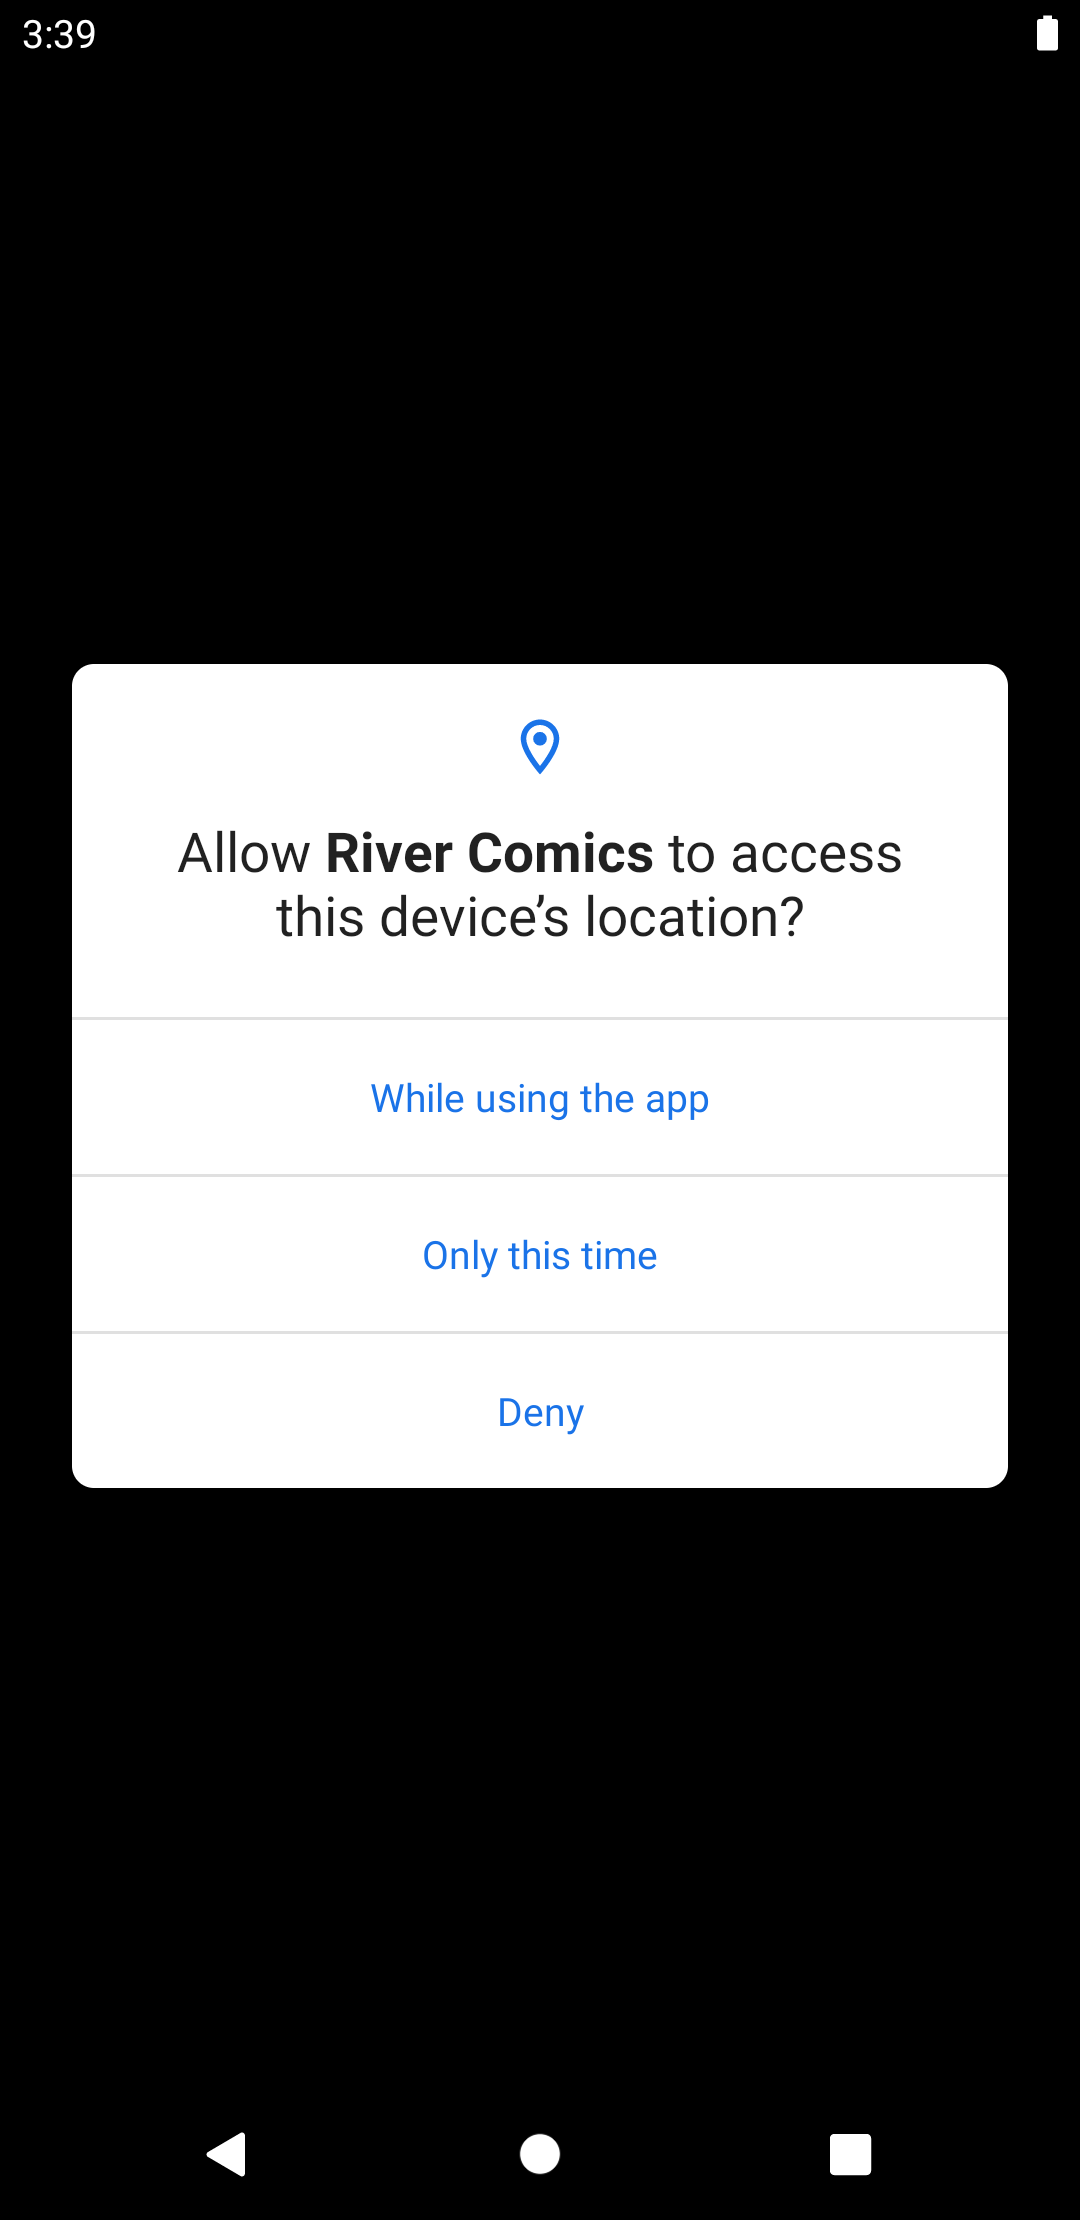 3:39
Allow River Comics to access
this device’s location?
While using the app
Only this time
Deny